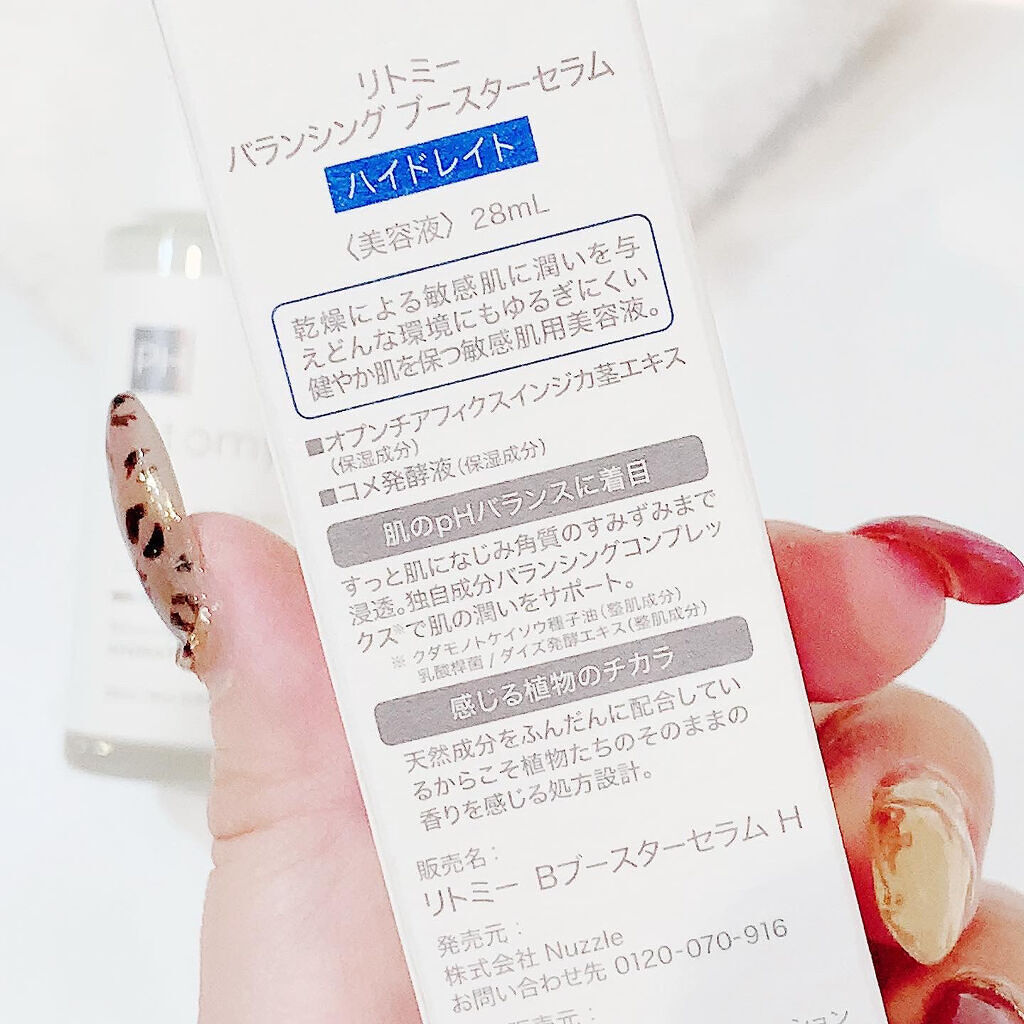 リトミー
バランシング ブースターセラム
ハイドレイト
〈美容液〉 28mL
乾燥による敏感肌に潤いを与
えどんな環境にもゆるぎにくい
健やか肌を保つ敏感肌用美容液。
■オプンチアフィクスインジカ茎エキス
(保湿成分)
■コメ発酵液(保湿成分)
肌のpHバランスに着目
すっと肌になじみ角質のすみずみまで
浸透。独自成分バランシングコンプレッ
クス※で肌の潤いをサポート。
※ クダモノトケイソウ種子油(整肌成分)
乳酸桿菌/ダイズ発酵エキス(整肌成分)
感じる植物のチカラ
天然成分をふんだんに配合してい
るからこそ植物たちのそのままの
香りを感じる処方設計。
販売名:
リトミー Bブースターセラム H
発売元:
株式会社 Nuzzle
お問い合わせ先 0120-070-916
販売元:
ション
PH
tomy